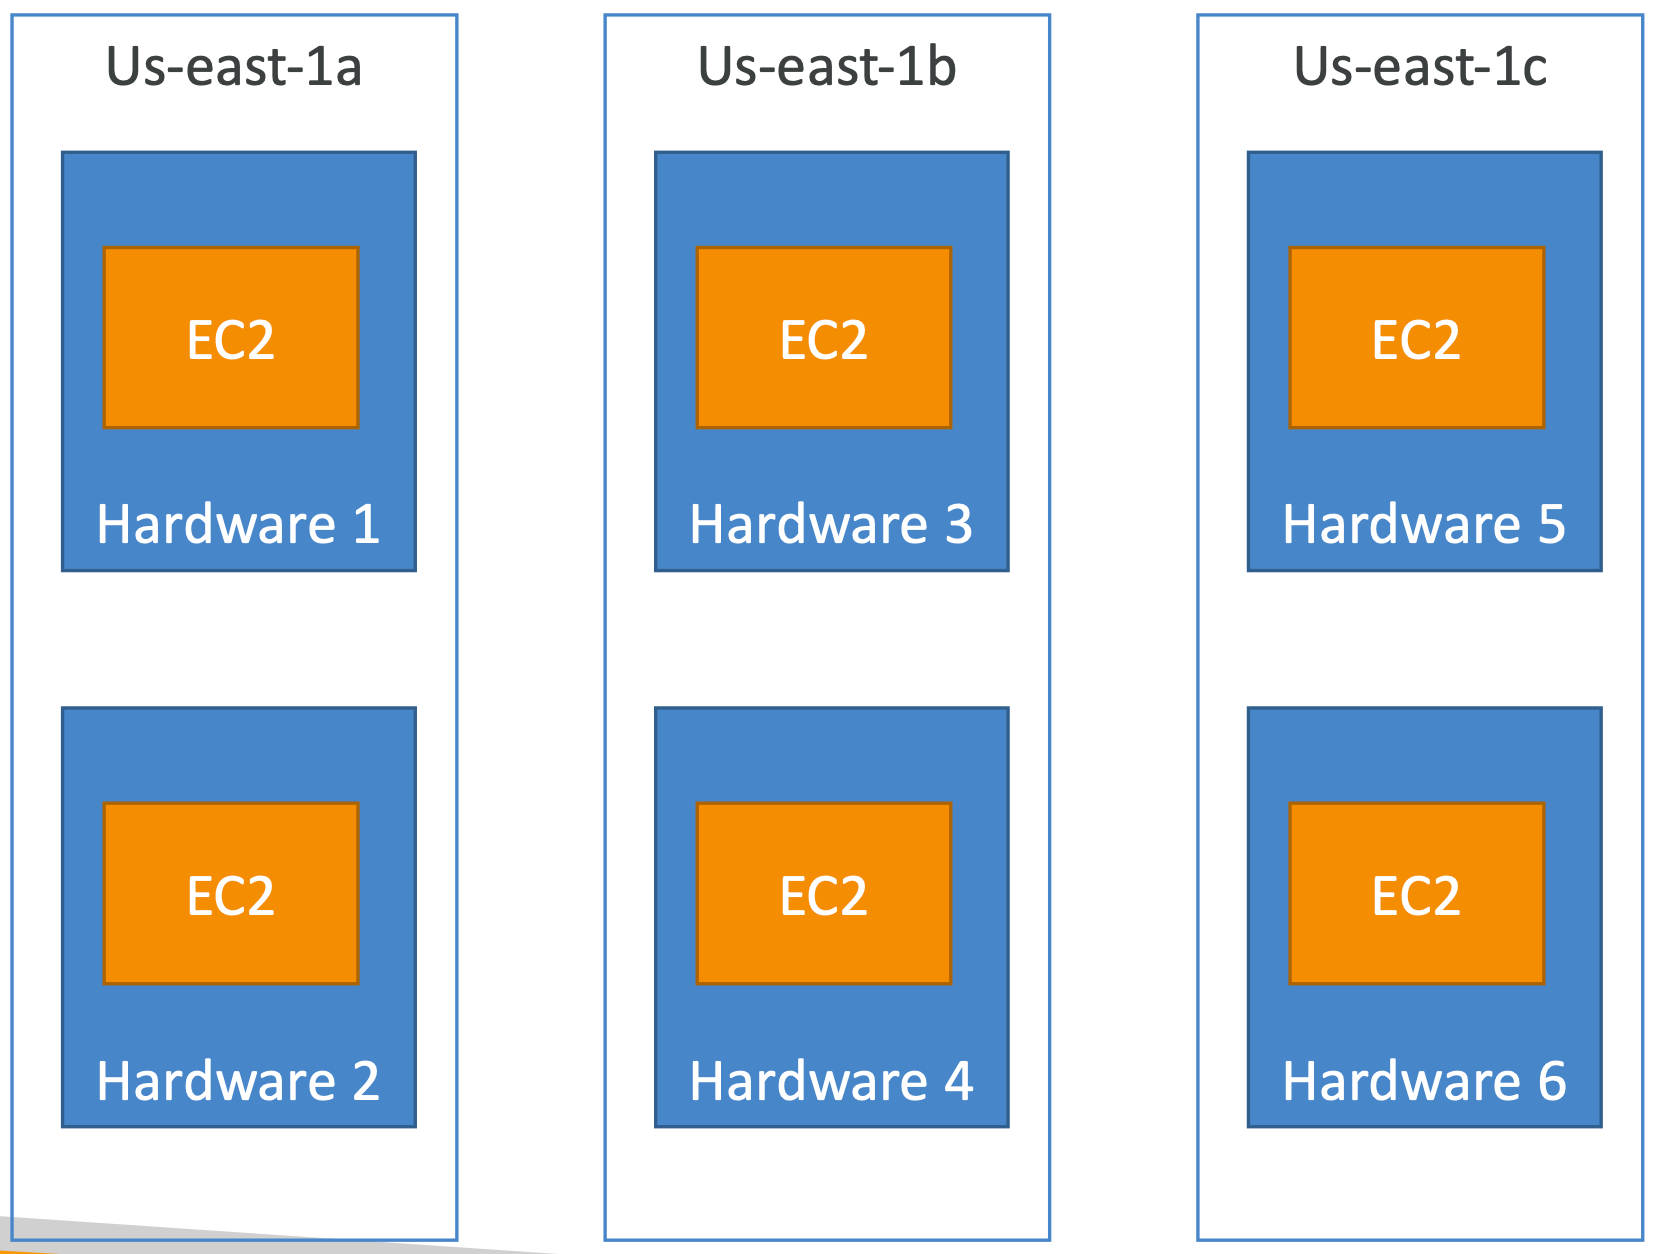 Us-east-1a
EC2
Hardware 1
EC2
Hardware 2
Us-east-1b
EC2
Hardware 3
EC2
Hardware 4
Us-east-1c
EC2
Hardware 5
EC2
Hardware 6